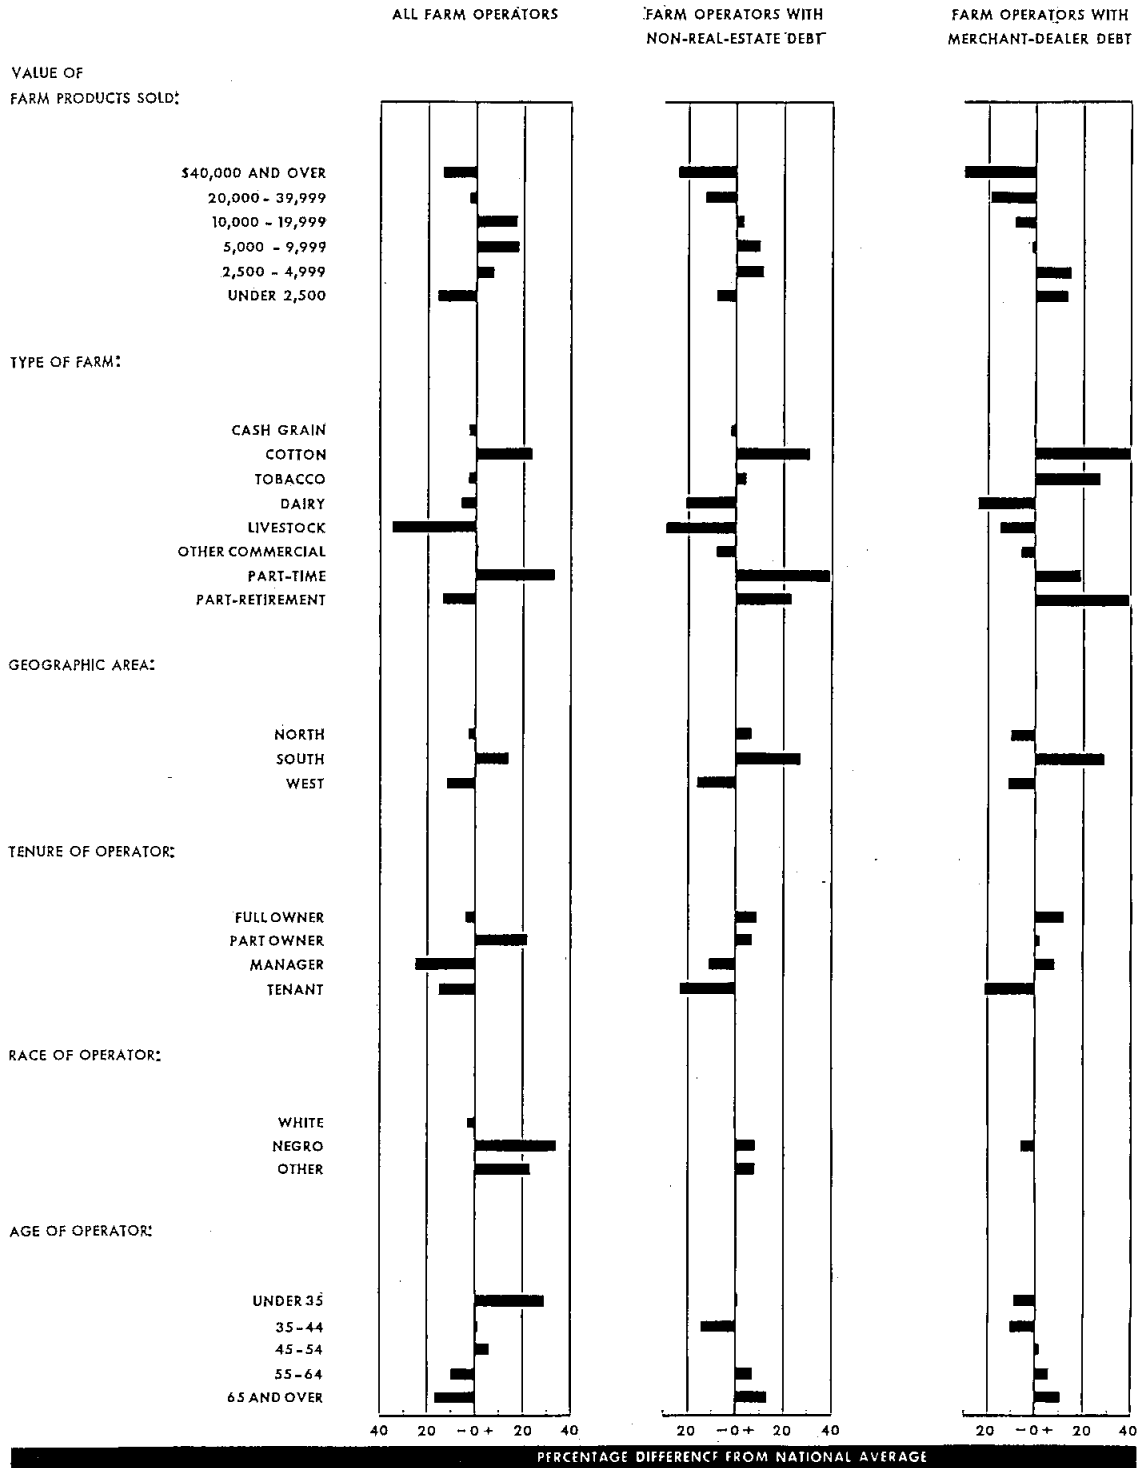 ALL FARM OPERATORS
FARM OPERATORS WITH
NON-REAL-ESTATE DEBT
FARM OPERATORS WITH
MERCHANT-DEALER DEBT
VALUE OF
FARM PRODUCTS SOLD:
$40,000 AND OVER
20,000 - 39,999
10,000 - 19,999
5,000 - 9,999
2,500 - 4,999
UNDER 2,500
TYPE OF FARM:
CASH GRAIN
COTTON
TOBACCO
DAIRY
LIVESTOCK
OTHER COMMERCIAL
PART-TIME
PART-RETIREMENT
GEOGRAPHIC AREA:
NORTH
SOUTH
WEST
TENURE OF OPERATOR:
FULL OWNER
PART OWNER
MANAGER
TENANT
RACE OF OPERATOR:
WHITE
NEGRO
OTHER
AGE OF OPERATOR:
UNDER 35
35-44
45-54
55-64
65 AND OVER
40 20 - 0 + 20 40
20 - 0 + 20 40
20 - 0 + 20 40
PERCENTAGE DIFFERENCE FROM NATIONAL AVERAGE